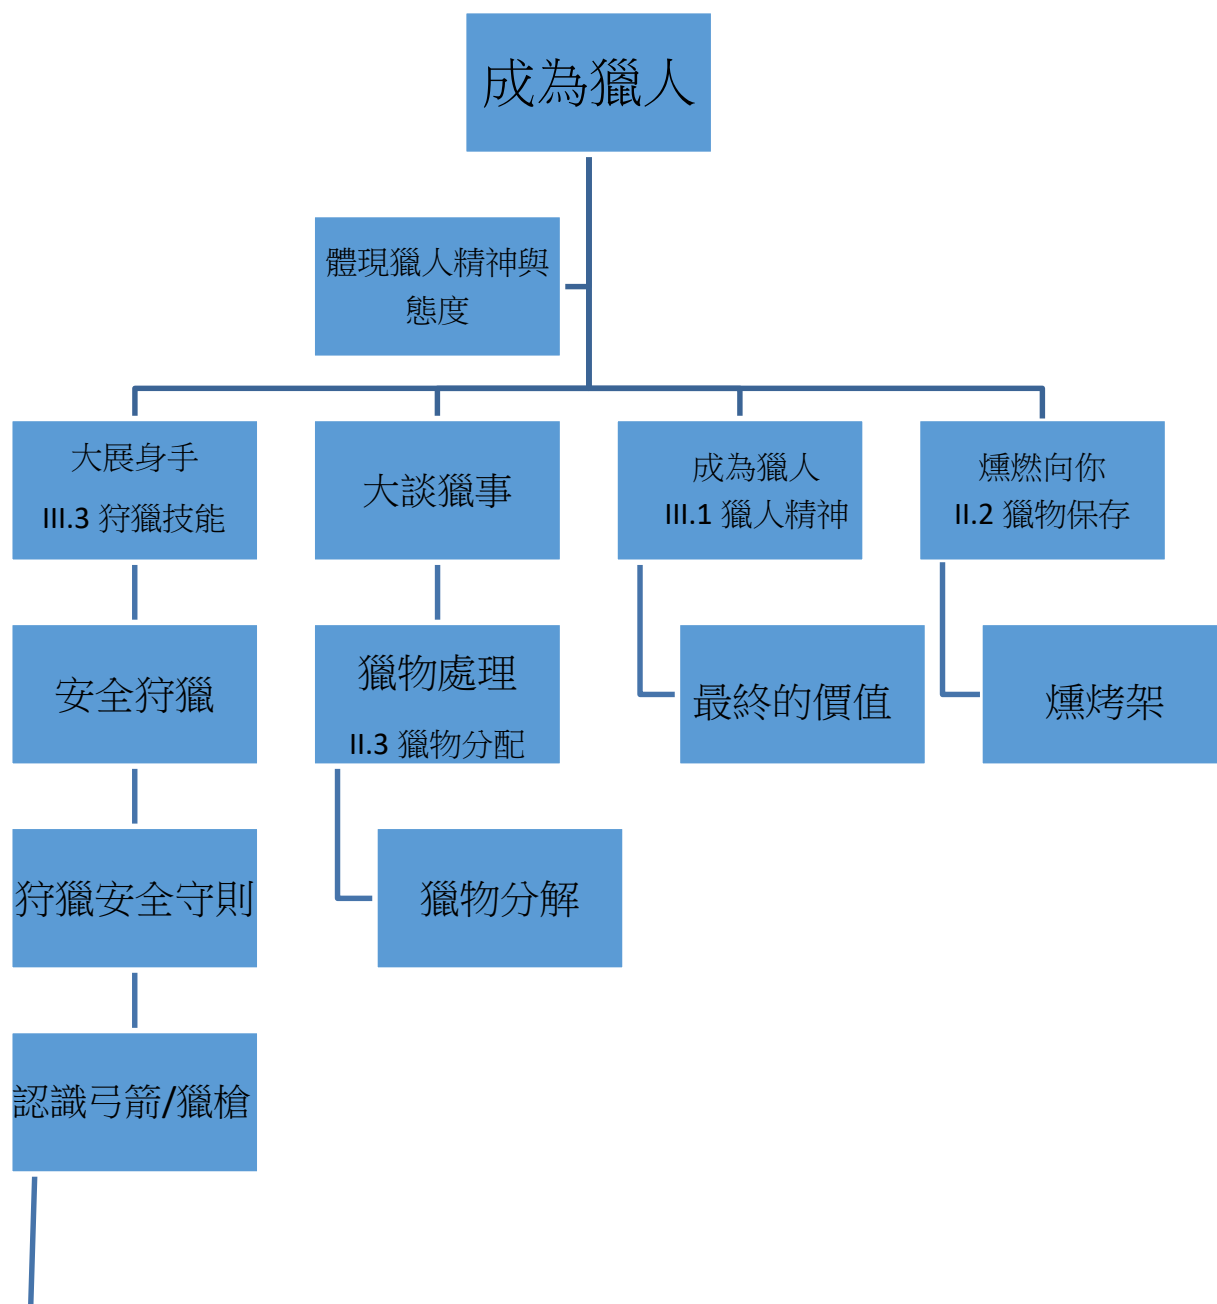 成為獵人
體現獵人精神與
態度
大展身手
III.3 狩獵技能
大談獵事
成為獵人
III.1 獵人精神
燻燃向你
II.2 獵物保存
安全狩獵
獵物處理
II.3 獵物分配
最終的價值
燻烤架
狩獵安全守則
獵物分解
認識弓箭/獵槍